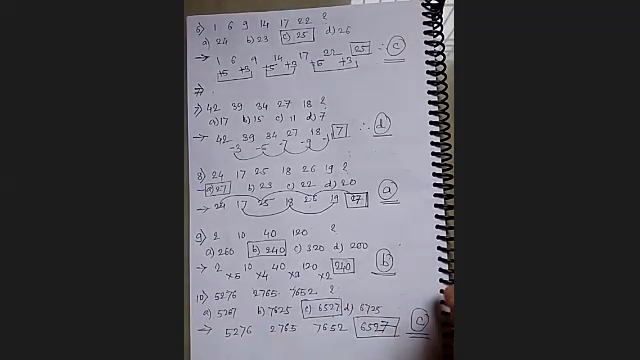 6) 1 6 9 14 17 22 ?
a) 24 b) 23 c) 25 d) 26
→ 1 6 9 14 17 22 25 ∴ c
+5 +3 +5 +3 +5 +3
7) 42 39 34 27 18 ?
a) 17 b) 15 c) 11 d) 7
→ 42 39 34 27 18 7 ∴ d
-3 -5 -7 -9 -11
8) 24 17 25 18 26 19 ?
a) 27 b) 23 c) 22 d) 20
→ 24 17 25 18 26 19 27 a
9) 2 10 40 120 ?
a) 260 b) 240 c) 320 d) 200
→ 2 10 40 120 240 b
×5 ×4 ×3 ×2
10) 5276 2765 7652 ?
a) 5267 b) 7625 c) 6527 d) 6725
→ 5276 2765 7652 6527 c